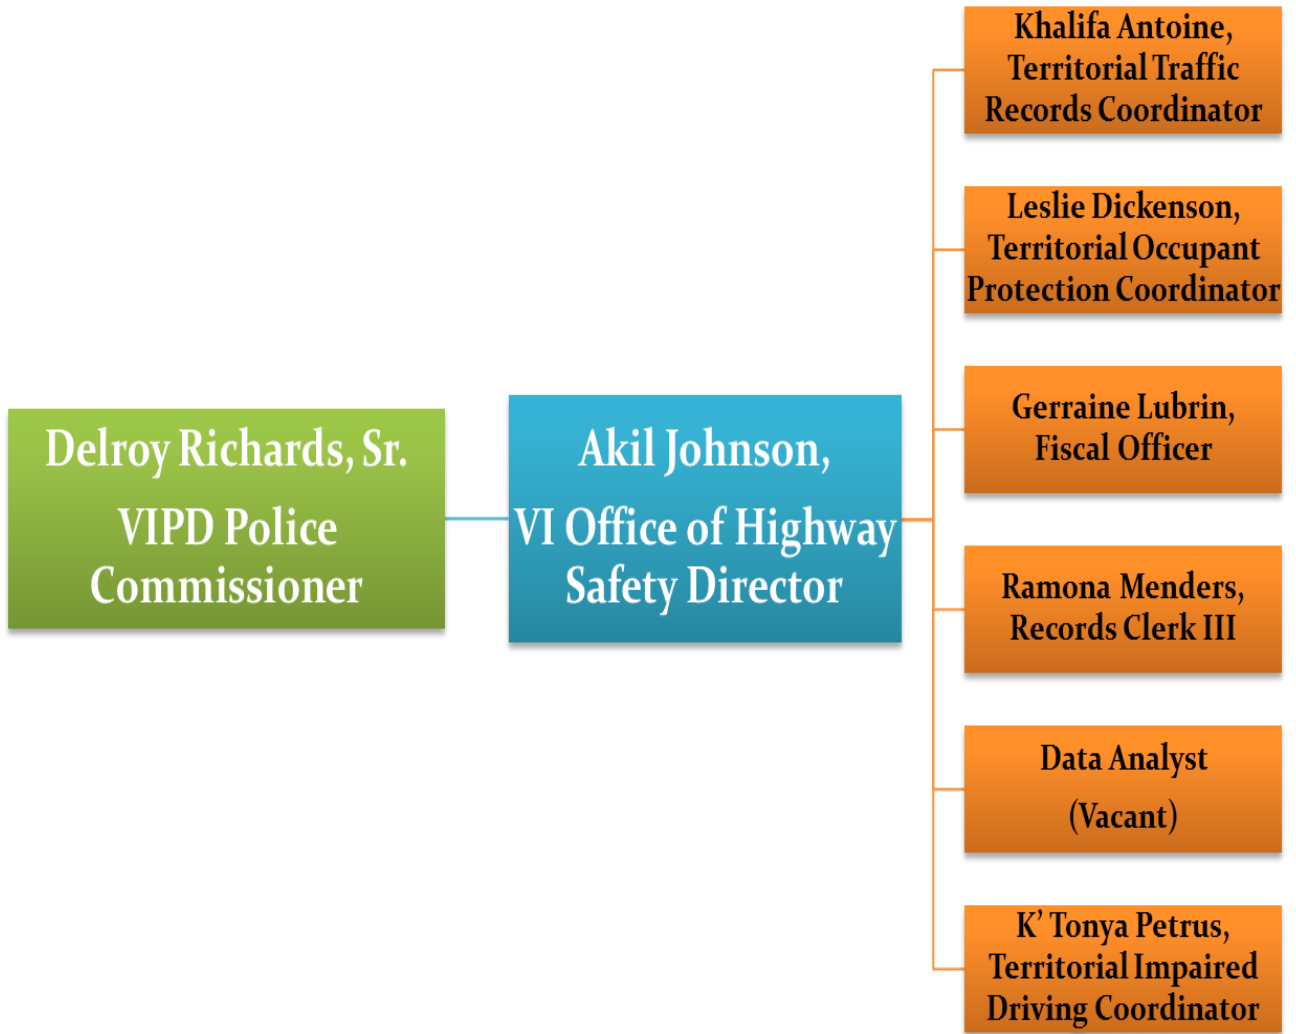 Delroy Richards, Sr.
VIPD Police
Commissioner
Akil Johnson,
VI Office of Highway
Safety Director
Khalifa Antoine,
Territorial Traffic
Records Coordinator
Leslie Dickenson,
Territorial Occupant
Protection Coordinator
Gerraine Lubrin,
Fiscal Officer
Ramona Menders,
Records Clerk III
Data Analyst
(Vacant)
K’ Tonya Petrus,
Territorial Impaired
Driving Coordinator